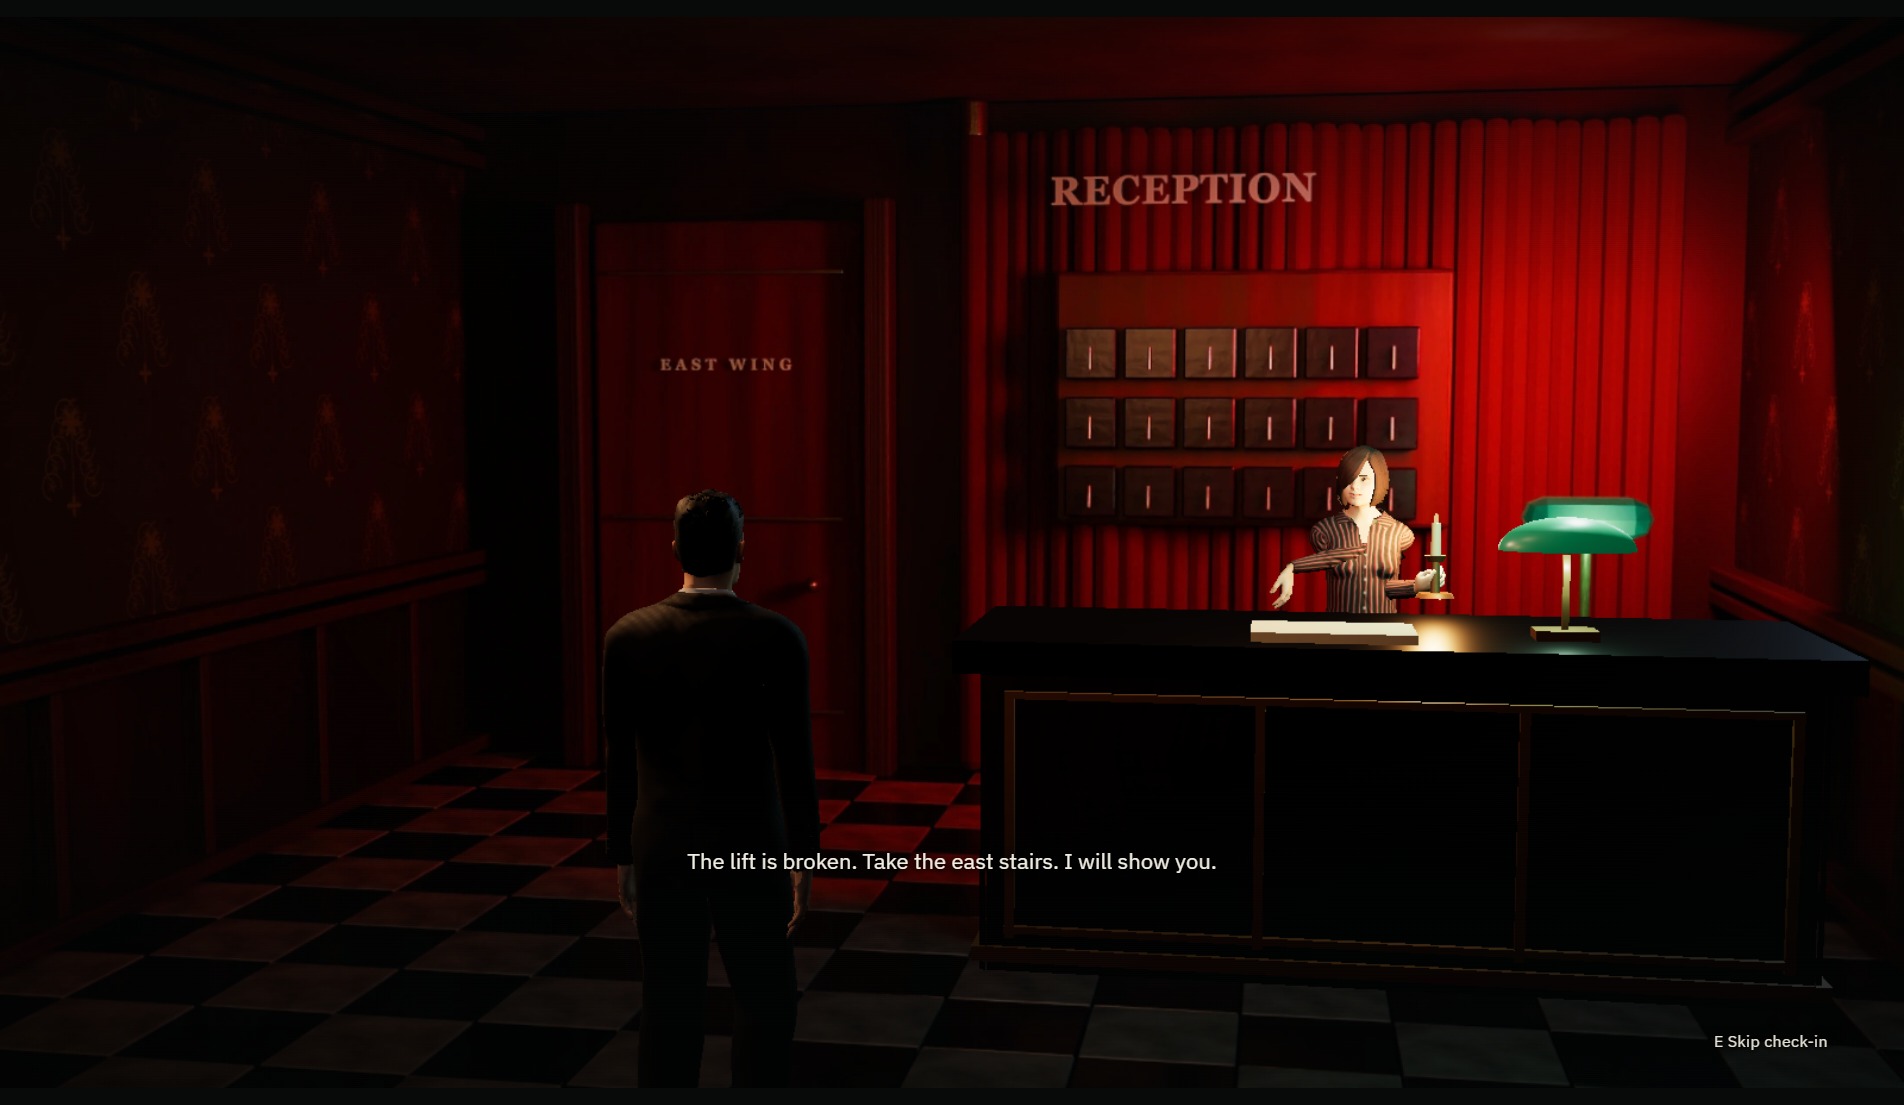 RECEPTION
EAST WING
The lift is broken. Take the east stairs. I will show you.
E Skip check-in